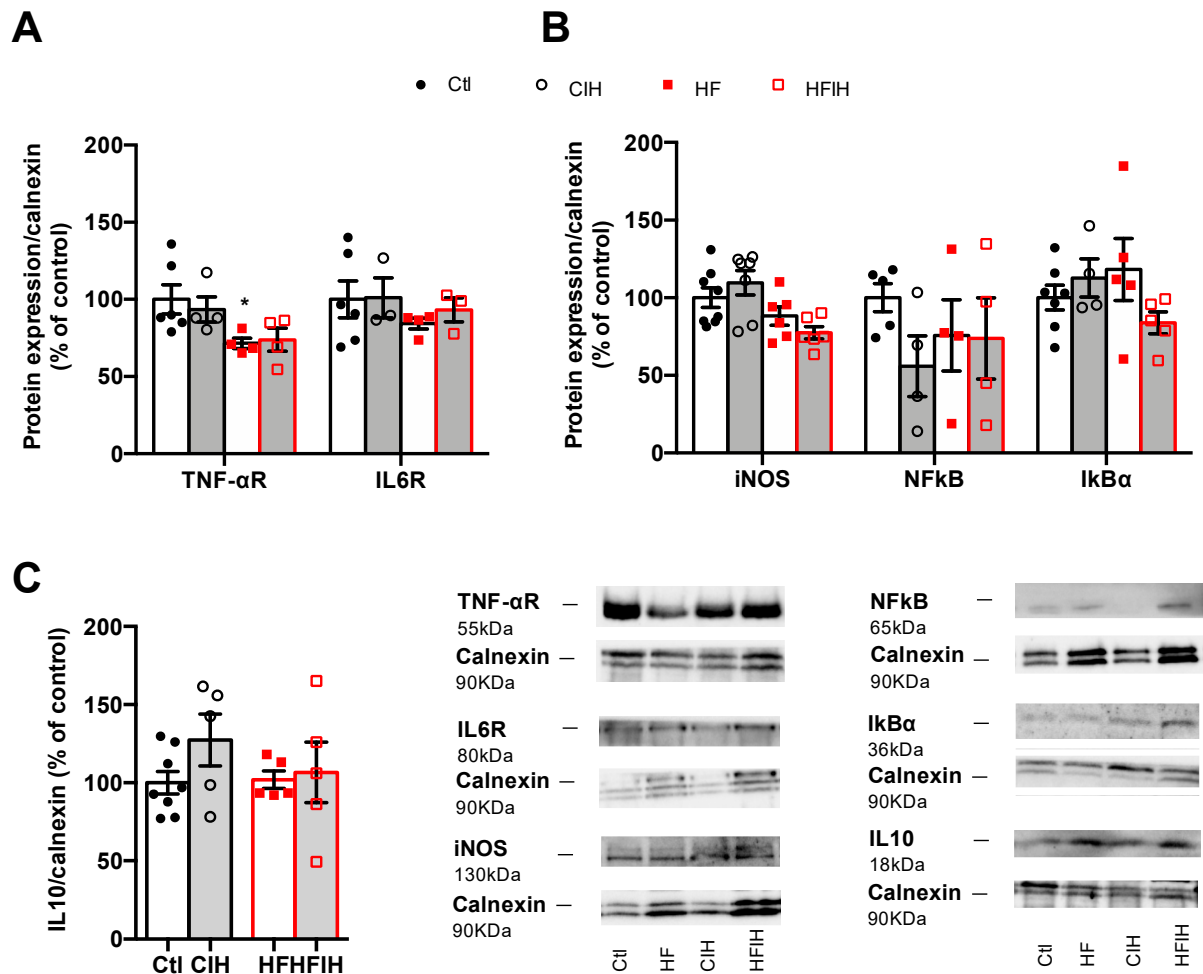 A
B
Ctl
CIH
HF
HFIH
Protein expression/calnexin
(% of control)
200
150
100
50
0
TNF-αR
IL6R
*
Protein expression/calnexin
(% of control)
200
150
100
50
0
iNOS
NFkB
IkBα
C
IL10/calnexin (% of control)
200
150
100
50
0
Ctl CIH HFHFIH
TNF-αR
55kDa
Calnexin
90KDa
IL6R
80kDa
Calnexin
90KDa
iNOS
130kDa
Calnexin
90KDa
Ctl
HF
CIH
HFIH
NFkB
65kDa
Calnexin
90KDa
IkBα
36kDa
Calnexin
90KDa
IL10
18kDa
Calnexin
90KDa
Ctl
HF
CIH
HFIH